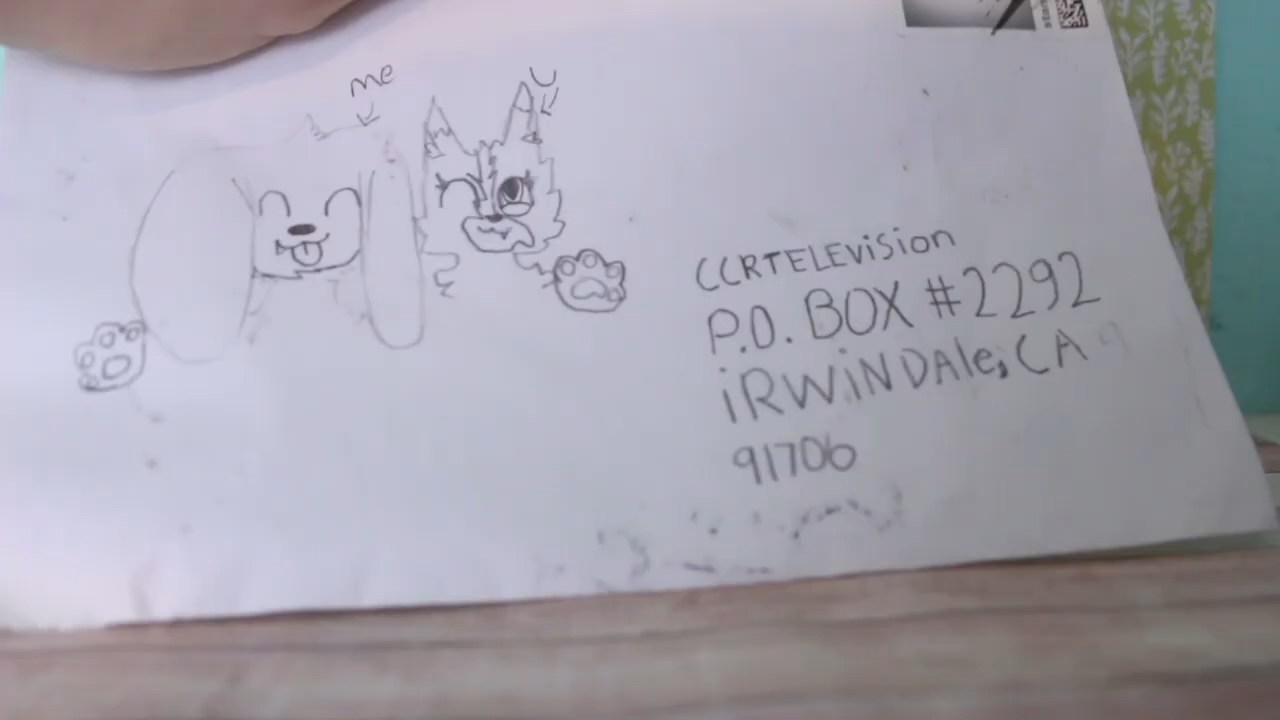 me
U
CCRTELEViSion
P.O. BOX #2292
iRWiNDAle, CA
91706